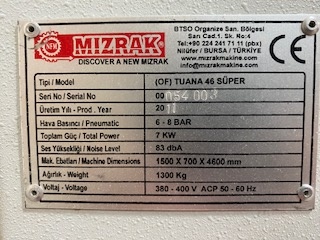 NEW
MIZRAK®
DISCOVER A NEW MIZRAK
BTSO Organize San. Bölgesi
Sarı Cad.1. Sk. No:4
Tel:+90 224 241 71 11 (pbx)
Nilüfer / BURSA / TÜRKİYE
info@mizrakmakine.com
www.mizrakmakine.com
Tipi / Model (OF) TUANA 46 SÜPER
Seri No / Serial No 00
Üretim Yılı - Prod. Year 20
Hava Basıncı / Pneumatic 6 - 8 BAR
Toplam Güç / Total Power 7 KW
Ses Yüksekliği / Noise Level 83 dbA
Mak. Ebatları / Machine Dimensions 1500 X 700 X 4600 mm
Ağırlık - Weight 1300 Kg
Voltaj - Voltage 380 - 400 V ACP 50 - 60 Hz